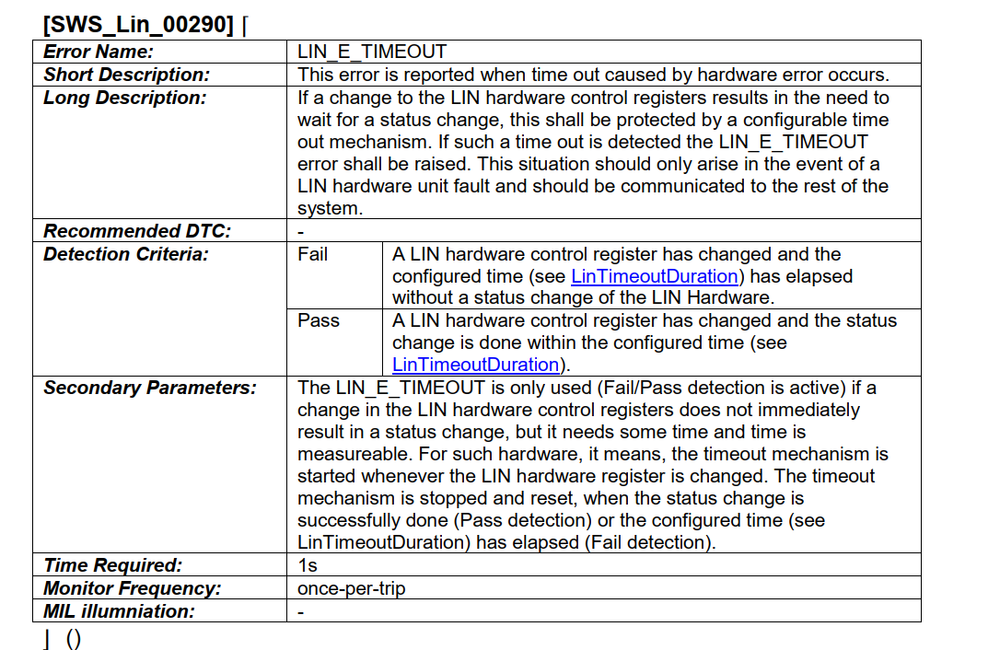 [SWS_Lin_00290] ⌈
Error Name: LIN_E_TIMEOUT
Short Description: This error is reported when time out caused by hardware error occurs.
Long Description: If a change to the LIN hardware control registers results in the need to
wait for a status change, this shall be protected by a configurable time
out mechanism. If such a time out is detected the LIN_E_TIMEOUT
error shall be raised. This situation should only arise in the event of a
LIN hardware unit fault and should be communicated to the rest of the
system.
Recommended DTC: -
Detection Criteria: Fail A LIN hardware control register has changed and the
configured time (see LinTimeoutDuration) has elapsed
without a status change of the LIN Hardware.
Pass A LIN hardware control register has changed and the status
change is done within the configured time (see
LinTimeoutDuration).
Secondary Parameters: The LIN_E_TIMEOUT is only used (Fail/Pass detection is active) if a
change in the LIN hardware control registers does not immediately
result in a status change, but it needs some time and time is
measureable. For such hardware, it means, the timeout mechanism is
started whenever the LIN hardware register is changed. The timeout
mechanism is stopped and reset, when the status change is
successfully done (Pass detection) or the configured time (see
LinTimeoutDuration) has elapsed (Fail detection).
Time Required: 1s
Monitor Frequency: once-per-trip
MIL illumniation: -
⌋ ()